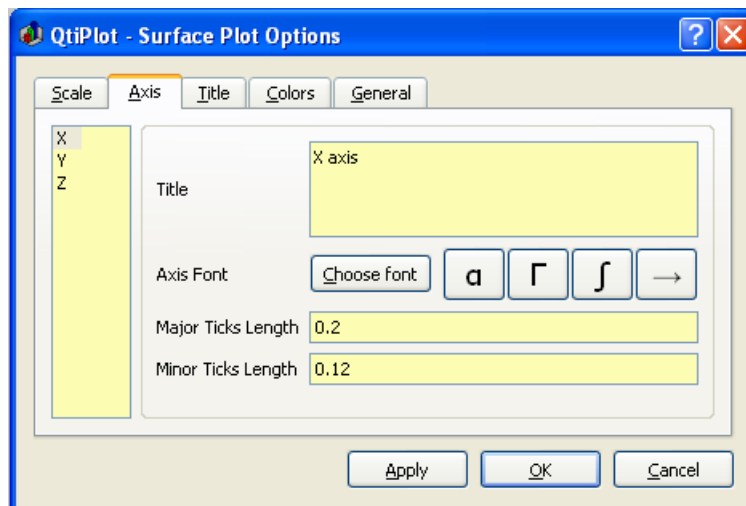 QtiPlot - Surface Plot Options
Scale Axis Title Colors General
X
Y
Z
Title
X axis
Axis Font Choose font α Γ ∫ →
Major Ticks Length 0.2
Minor Ticks Length 0.12
Apply OK Cancel